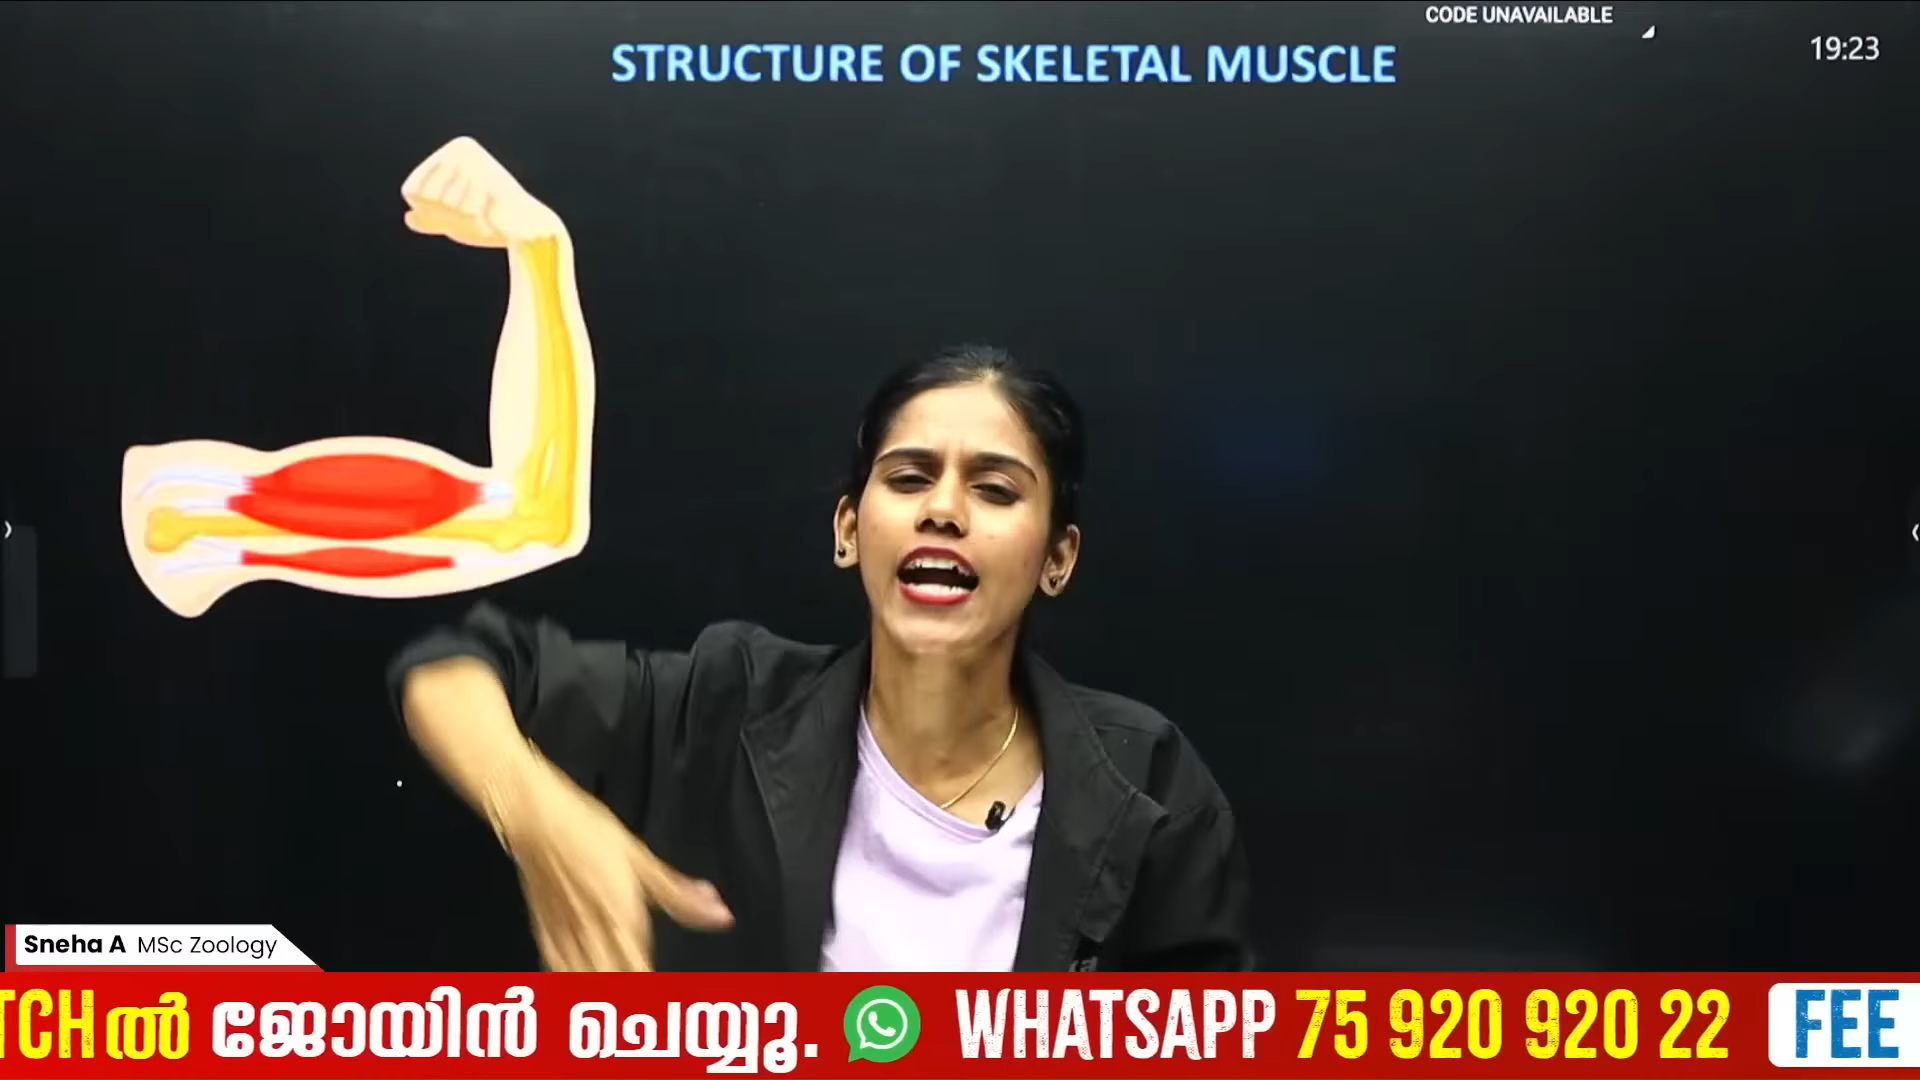 CODE UNAVAILABLE
19:23
STRUCTURE OF SKELETAL MUSCLE
Sneha A MSc Zoology
TCHൽ ജോയിൻ ചെയ്യൂ. WHATSAPP 75 920 920 22 FEE